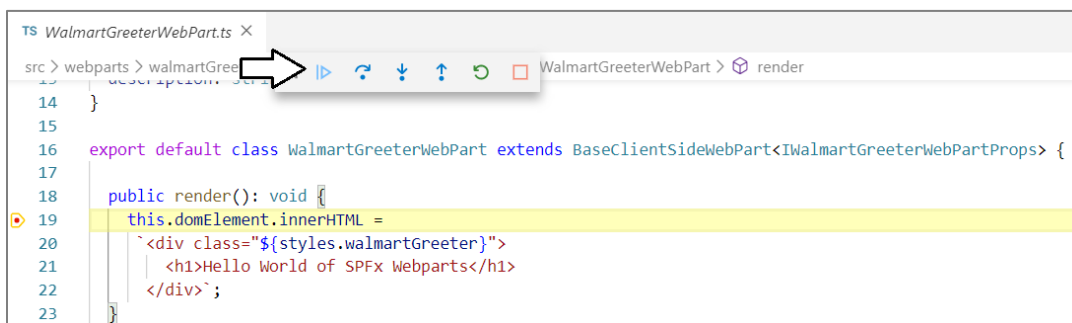 TS WalmartGreeterWebPart.ts
src > webparts > walmartGree WalmartGreeterWebPart > render
14 }
15
16 export default class WalmartGreeterWebPart extends BaseClientSideWebPart<IWalmartGreeterWebPartProps> {
17
18 public render(): void {
19 this.domElement.innerHTML =
20 `<div class="${styles.walmartGreeter}">
21 <h1>Hello World of SPFx Webparts</h1>
22 </div>`;
23 }